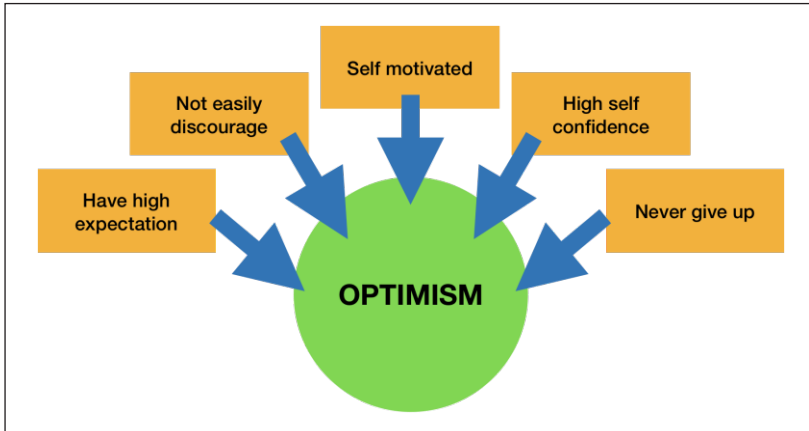 Self motivated
Not easily
discourage
High self
confidence
Have high
expectation
Never give up
OPTIMISM